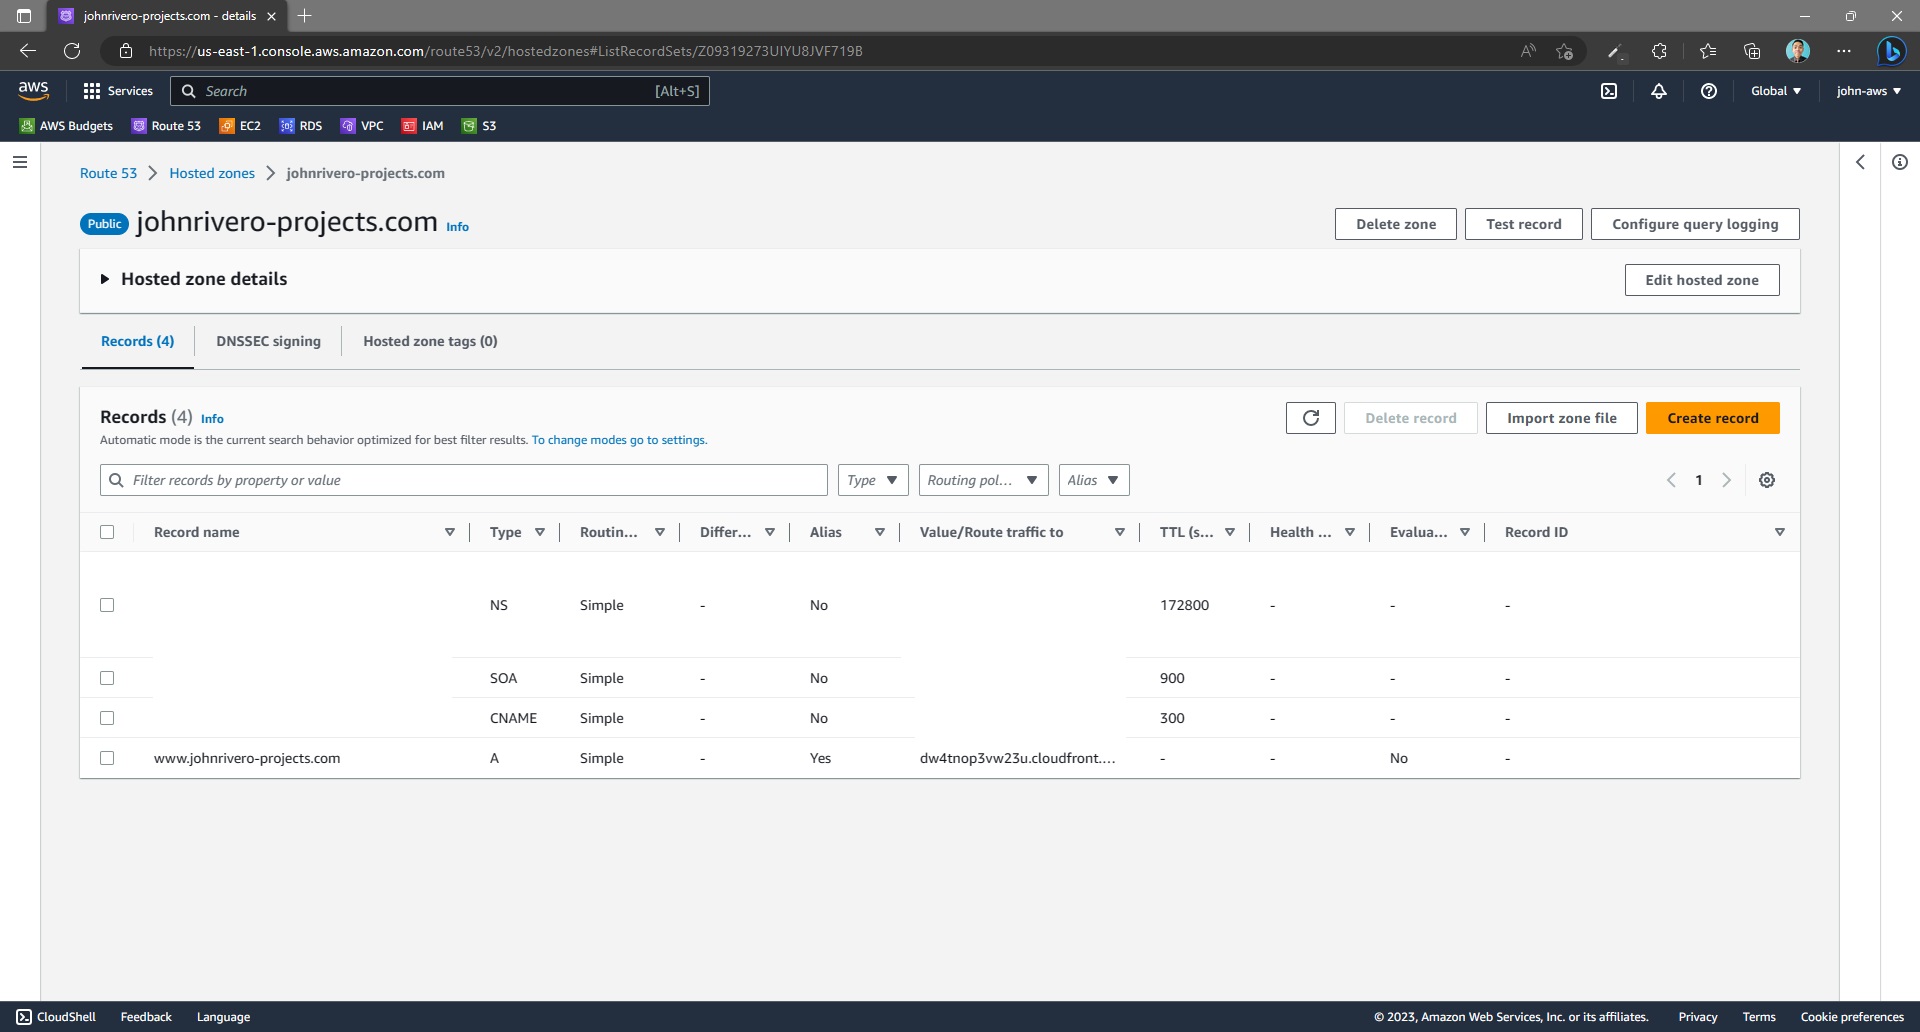 johnrivero-projects.com - details
https://us-east-1.console.aws.amazon.com/route53/v2/hostedzones#ListRecordSets/Z09319273UIYU8JVF719B
aws Services Search [Alt+S] Global john-aws
AWS Budgets Route 53 EC2 RDS VPC IAM S3
Route 53 Hosted zones johnrivero-projects.com
Public johnrivero-projects.com Info Delete zone Test record Configure query logging
Hosted zone details Edit hosted zone
Records (4) DNSSEC signing Hosted zone tags (0)
Records (4) Info Delete record Import zone file Create record
Automatic mode is the current search behavior optimized for best filter results. To change modes go to settings.
Filter records by property or value Type Routing pol... Alias 1
Record name Type Routin... Differ... Alias Value/Route traffic to TTL (s... Health ... Evalua... Record ID
NS Simple - No 172800 - - -
SOA Simple - No 900 - - -
CNAME Simple - No 300 - - -
www.johnrivero-projects.com A Simple - Yes dw4tnop3vw23u.cloudfront.... - - No -
CloudShell Feedback Language © 2023, Amazon Web Services, Inc. or its affiliates. Privacy Terms Cookie preferences